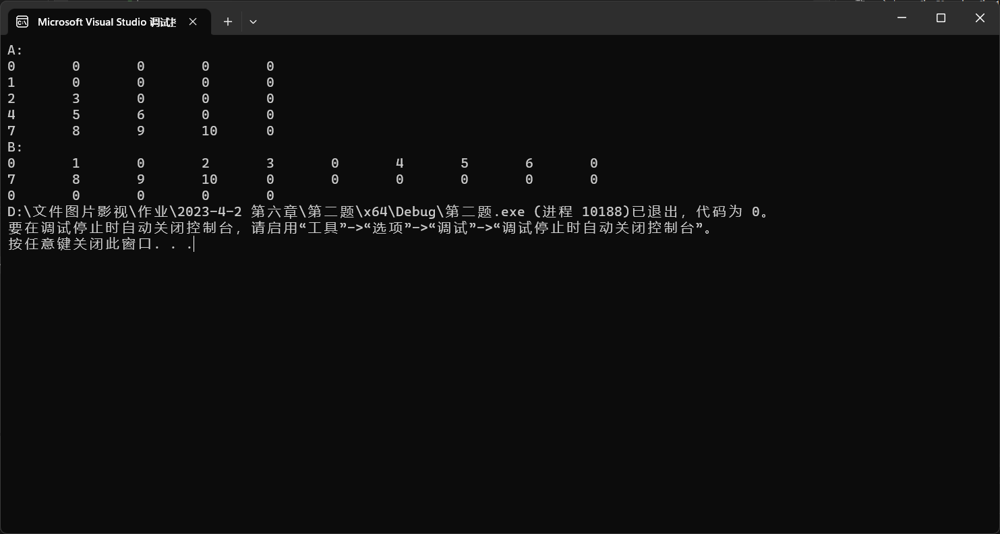 Microsoft Visual Studio 调试
A:
0 0 0 0 0
1 0 0 0 0
2 3 0 0 0
4 5 6 0 0
7 8 9 10 0
B:
0 1 0 2 3 0 4 5 6 0
7 8 9 10 0 0 0 0 0 0
0 0 0 0 0
D:\文件图片影视\作业\2023-4-2 第六章\第二题\x64\Debug\第二题.exe (进程 10188)已退出，代码为 0。
要在调试停止时自动关闭控制台，请启用“工具”->“选项”->“调试”->“调试停止时自动关闭控制台”。
按任意键关闭此窗口. . .